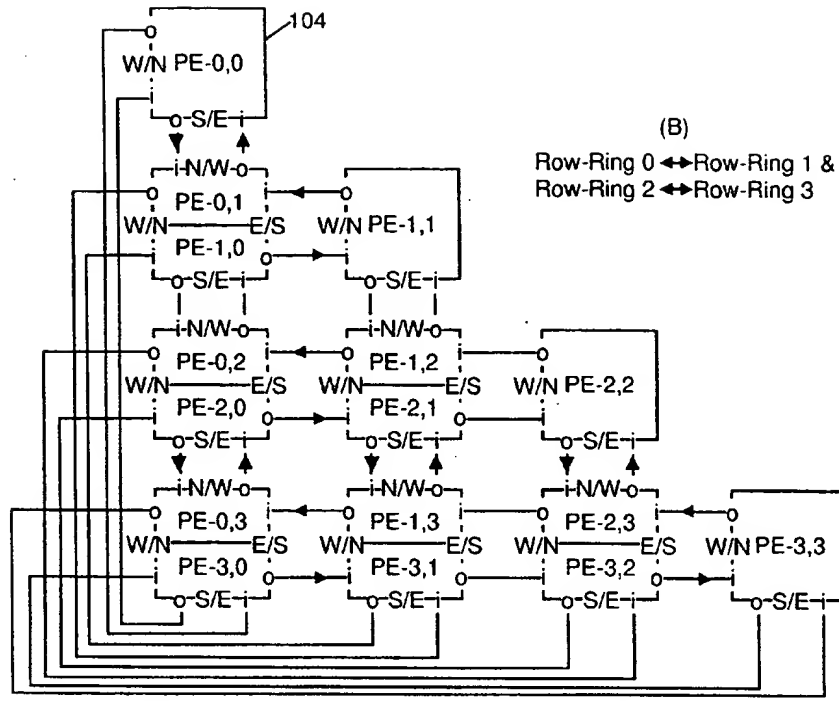 104
o
W/N PE-0,0
i
o-S/E-i
(B)
Row-Ring 0 ◄►Row-Ring 1 &
Row-Ring 2 ◄►Row-Ring 3
i-N/W-o
o PE-0,1 i o
W/N E/S W/N PE-1,1
i PE-1,0 o i
o-S/E-i o-S/E-i
i-N/W-o i-N/W-o
o PE-0,2 i o PE-1,2 i o
W/N E/S W/N E/S W/N PE-2,2
i PE-2,0 o i PE-2,1 o i
o-S/E-i o-S/E-i o-S/E-i
i-N/W-o i-N/W-o i-N/W-o
o PE-0,3 i o PE-1,3 i o PE-2,3 i o
W/N E/S W/N E/S W/N E/S W/N PE-3,3
i PE-3,0 o i PE-3,1 o i PE-3,2 o i
o-S/E-i o-S/E-i o-S/E-i o-S/E-i